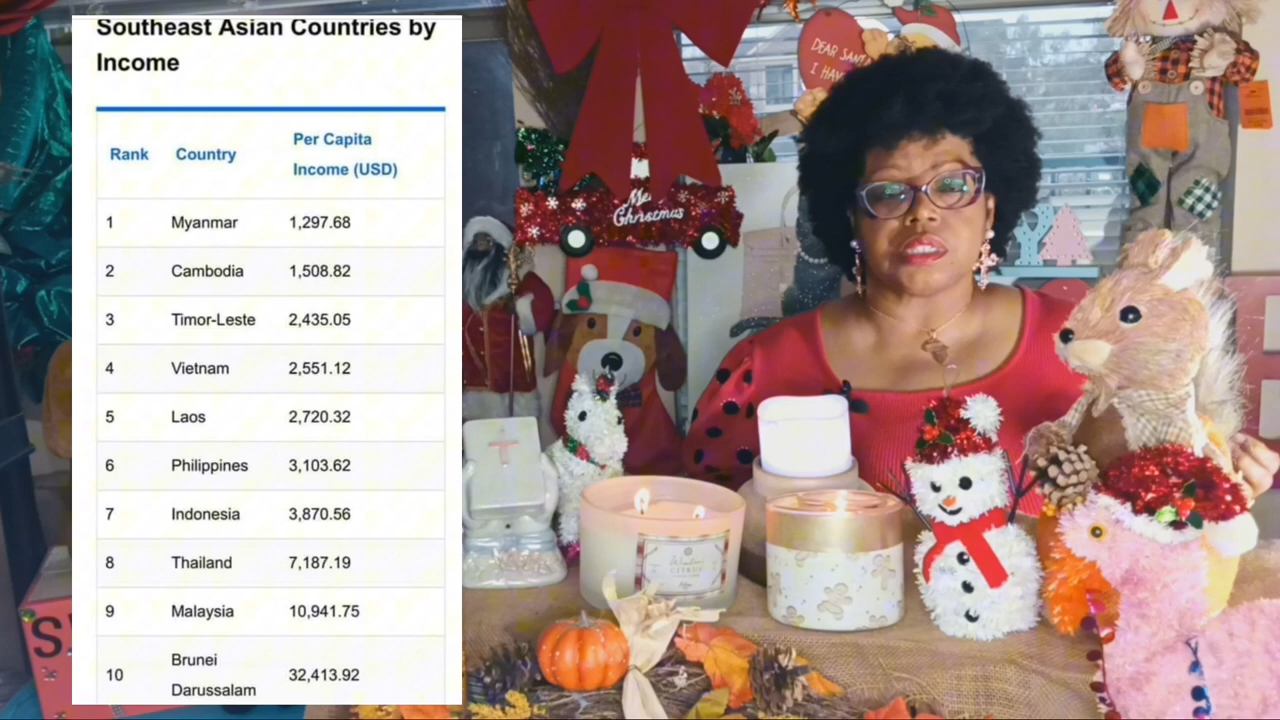 Southeast Asian Countries by
Income
Rank Country Per Capita
Income (USD)
1 Myanmar 1,297.68
2 Cambodia 1,508.82
3 Timor-Leste 2,435.05
4 Vietnam 2,551.12
5 Laos 2,720.32
6 Philippines 3,103.62
7 Indonesia 3,870.56
8 Thailand 7,187.19
9 Malaysia 10,941.75
10 Brunei
Darussalam 32,413.92
DEAR SANTA
I HAVE
Christmas
CITRUS